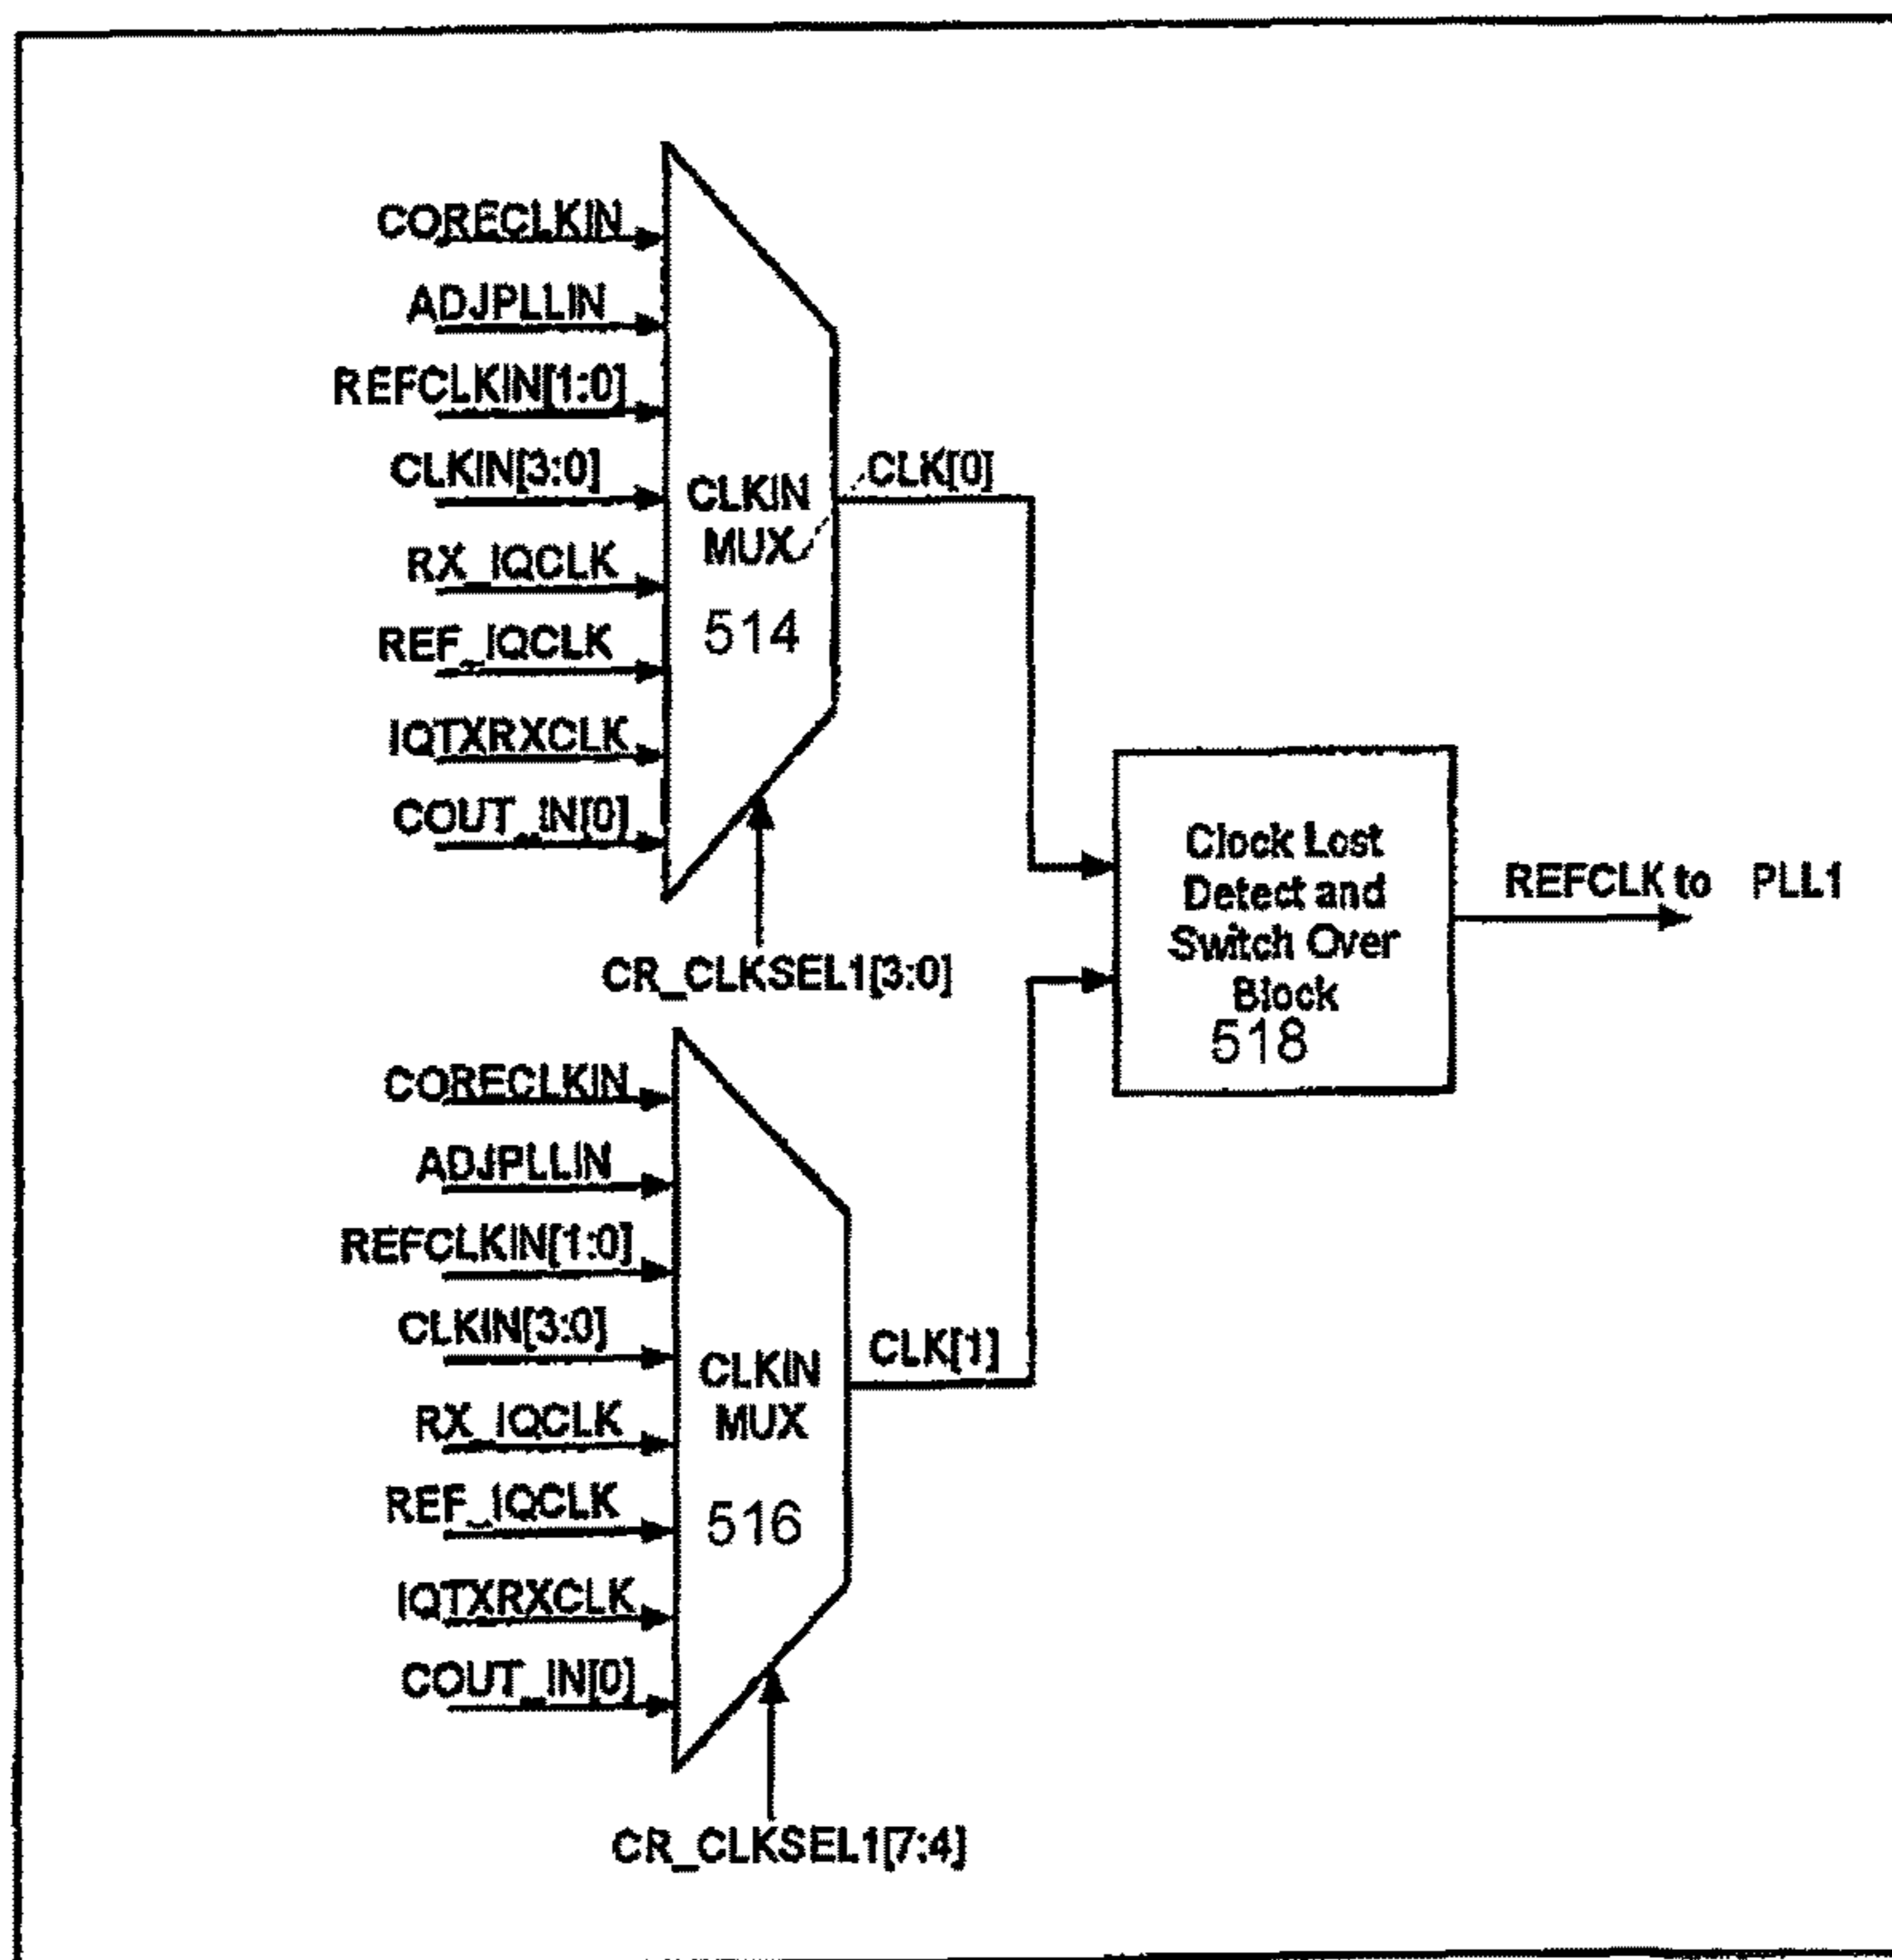 CORECLKIN
ADJPLLIN
REFCLKIN[1:0]
CLKIN[3:0]
RX_IQCLK
REF_IQCLK
IQTXRXCLK
COUT_IN[0]
CLKIN
MUX
514
CLK[0]
CR_CLKSEL1[3:0]
CORECLKIN
ADJPLLIN
REFCLKIN[1:0]
CLKIN[3:0]
RX_IQCLK
REF_IQCLK
IQTXRXCLK
COUT_IN[0]
CLKIN
MUX
516
CLK[1]
CR_CLKSEL1[7:4]
Clock Lost
Detect and
Switch Over
Block
518
REFCLK to PLL1